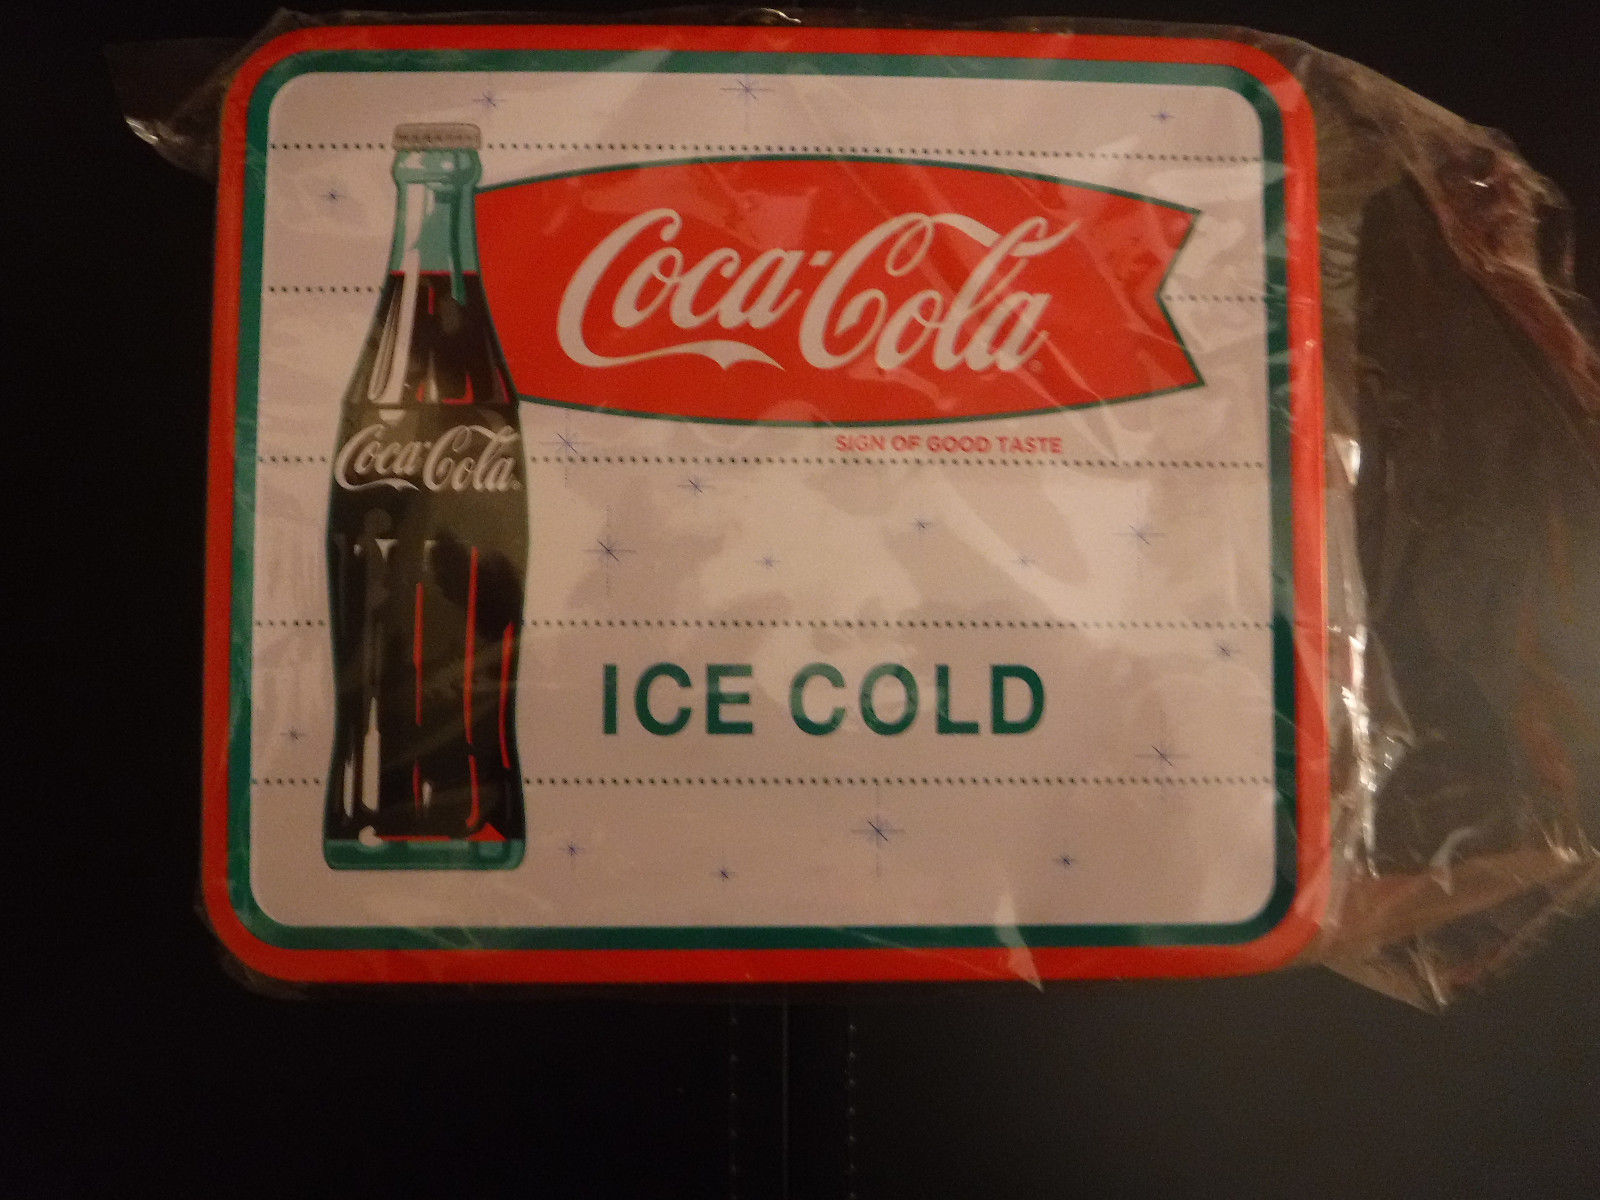 Coca-Cola
SIGN OF GOOD TASTE
Coca-Cola
ICE COLD